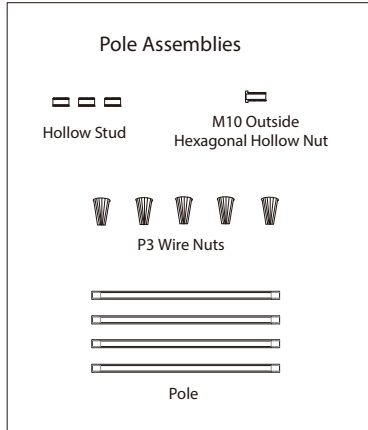 Pole Assemblies
Hollow Stud
M10 Outside
Hexagonal Hollow Nut
P3 Wire Nuts
Pole